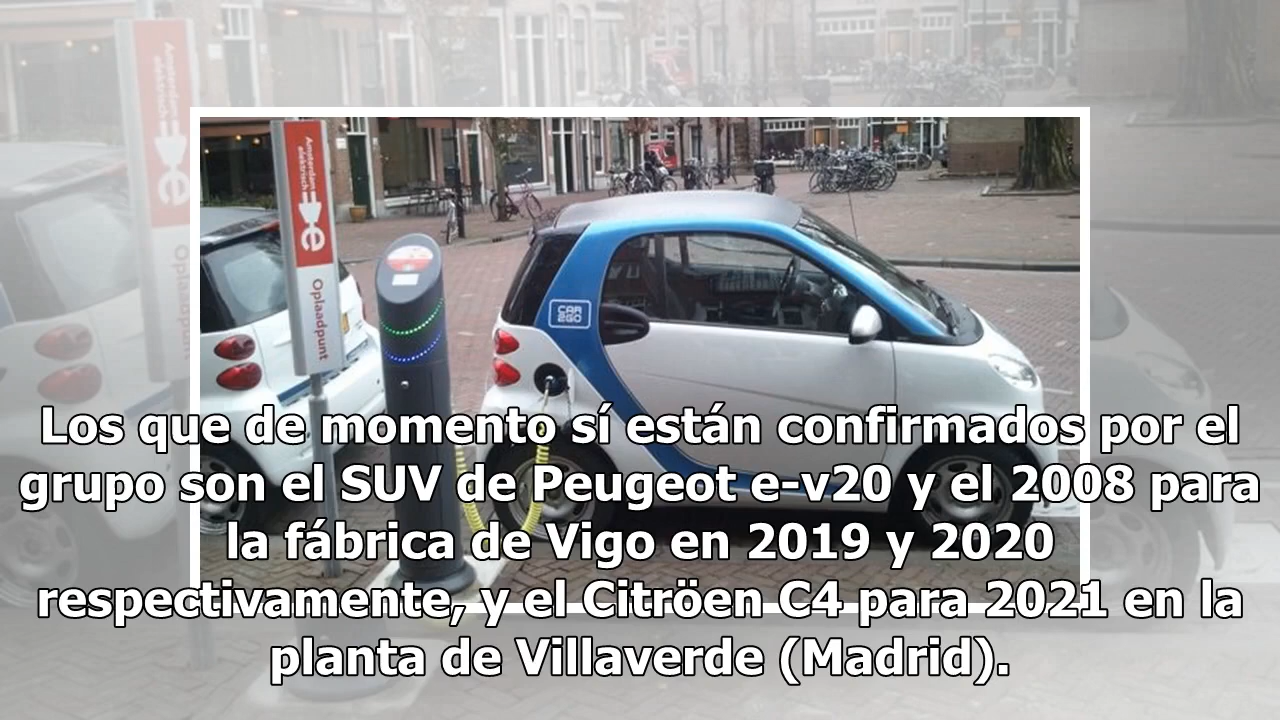 Amsterdam
elektrisch
Oplaadpunt
CAR
2GO
Los que de momento sí están confirmados por el
grupo son el SUV de Peugeot e-v20 y el 2008 para
la fábrica de Vigo en 2019 y 2020
respectivamente, y el Citröen C4 para 2021 en la
planta de Villaverde (Madrid).